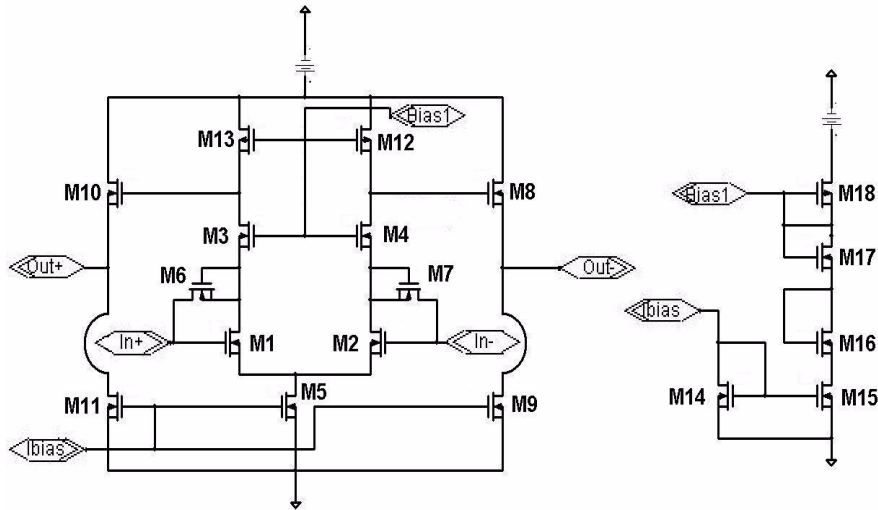 Bias1
M13
M12
M10
M8
M18
Bias1
M3
M4
M17
Out+
M6
M7
Out-
Ibias
In+
M1
M2
In-
M16
M5
M11
M9
M14
M15
Ibias